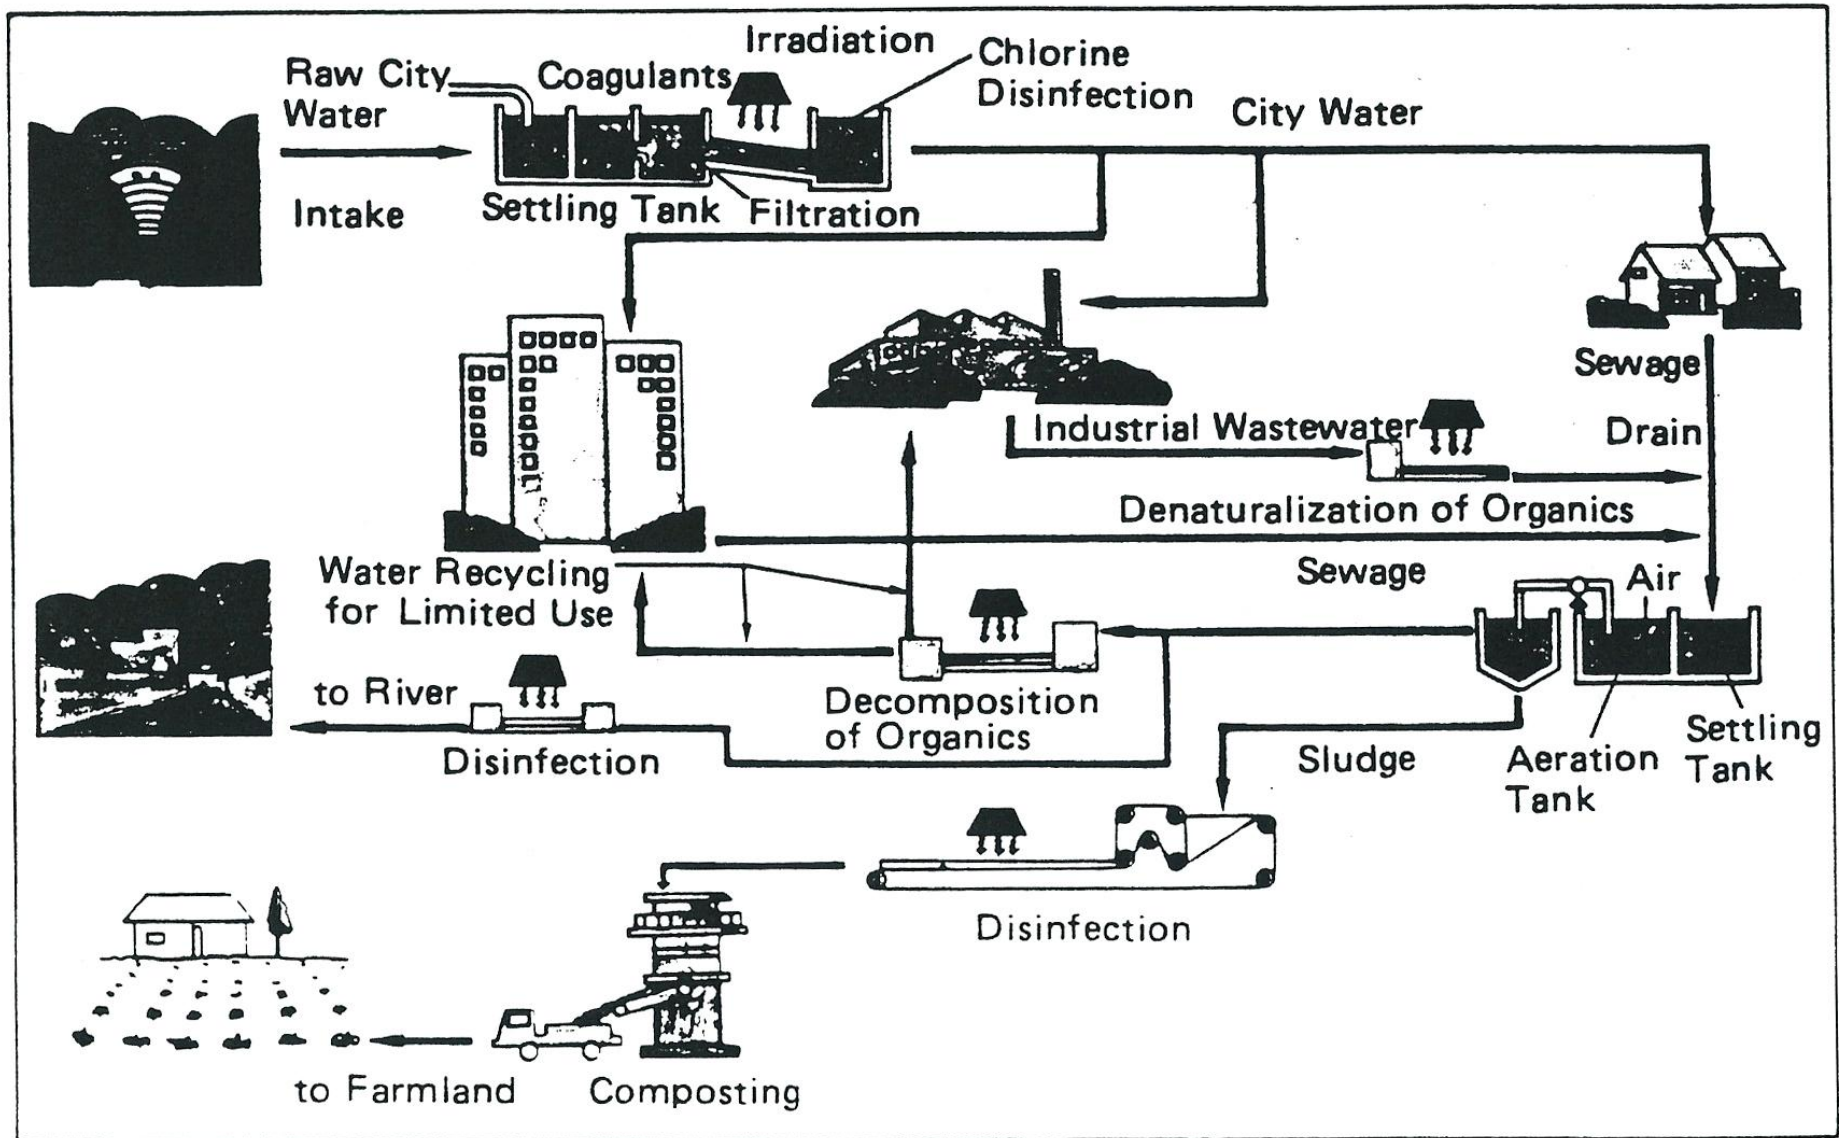 Irradiation
Chlorine
Disinfection
Raw City
Water
Coagulants
City Water
Intake
Settling Tank
Filtration
Sewage
Industrial Wastewater
Drain
Denaturalization of Organics
Sewage
Water Recycling
for Limited Use
Air
to River
Decomposition
of Organics
Disinfection
Sludge
Aeration
Tank
Settling
Tank
Disinfection
to Farmland
Composting